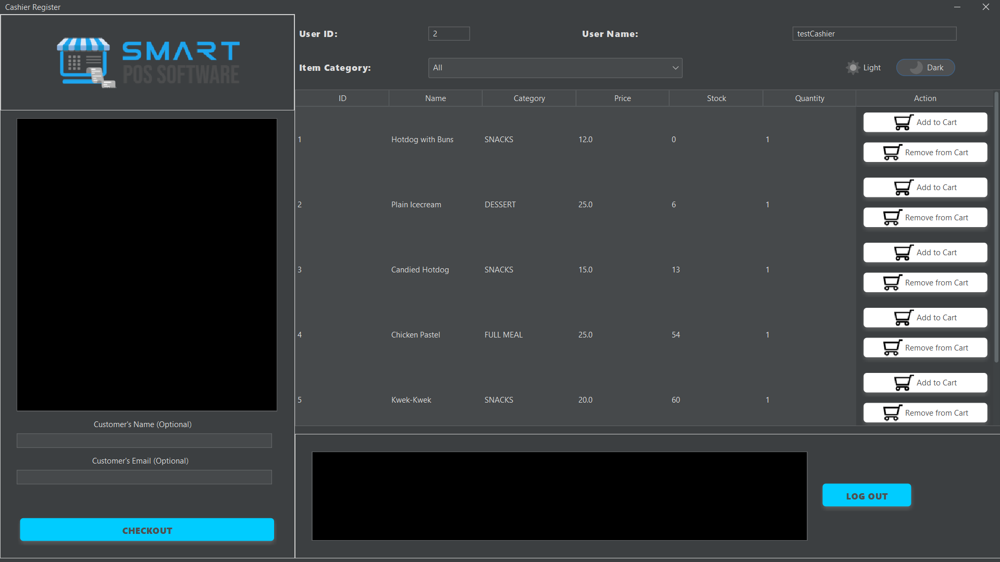 Cashier Register
SMART
POS SOFTWARE
User ID:
2
User Name:
testCashier
Item Category:
All
Light
Dark
ID Name Category Price Stock Quantity Action
1 Hotdog with Buns SNACKS 12.0 0 1
Add to Cart
Remove from Cart
2 Plain Icecream DESSERT 25.0 6 1
Add to Cart
Remove from Cart
3 Candied Hotdog SNACKS 15.0 13 1
Add to Cart
Remove from Cart
4 Chicken Pastel FULL MEAL 25.0 54 1
Add to Cart
Remove from Cart
5 Kwek-Kwek SNACKS 20.0 60 1
Add to Cart
Remove from Cart
Customer's Name (Optional)
Customer's Email (Optional)
CHECKOUT
LOG OUT